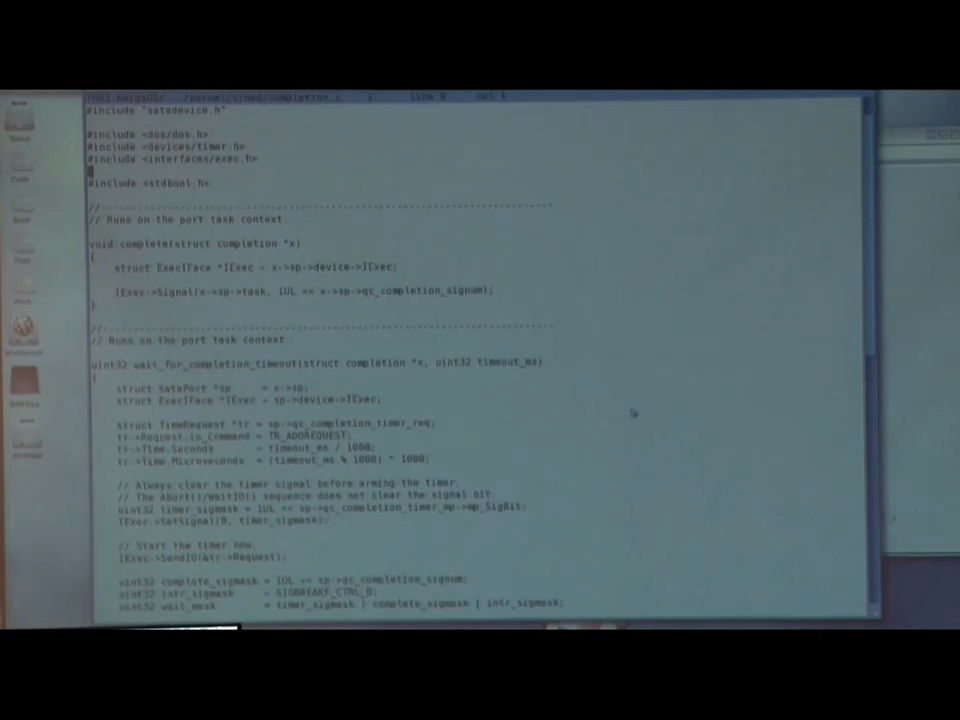 #include "satadevice.h"
#include <dos/dos.h>
#include <devices/timer.h>
#include <interfaces/exec.h>
#include <stdbool.h>
// Runs on the port task context
void complete(struct completion *x)
{
struct ExecIFace *IExec = x->sp->device->IExec;
IExec->Signal(x->sp->task, 1UL << x->sp->qc_completion_signum);
}
// Runs on the port task context
uint32 wait_for_completion_timeout(struct completion *x, uint32 timeout_ms)
{
struct SataPort *sp = x->sp;
struct ExecIFace *IExec = sp->device->IExec;
struct TimeRequest *tr = sp->qc_completion_timer_req;
tr->Request.io_Command = TR_ADDREQUEST;
tr->Time.Seconds = timeout_ms / 1000;
tr->Time.Microseconds = (timeout_ms % 1000) * 1000;
// Always clear the timer signal before arming the timer.
// The Abort()/WaitIO() sequence does not clear the signal bit.
uint32 timer_sigmask = 1UL << sp->qc_completion_timer_mp->mp_SigBit;
IExec->SetSignal(0, timer_sigmask);
// Start the timer now.
IExec->SendIO(&tr->Request);
uint32 complete_sigmask = 1UL << sp->qc_completion_signum;
uint32 intr_sigmask = SIGBREAKF_CTRL_D;
uint32 wait_mask = timer_sigmask | complete_sigmask | intr_sigmask;